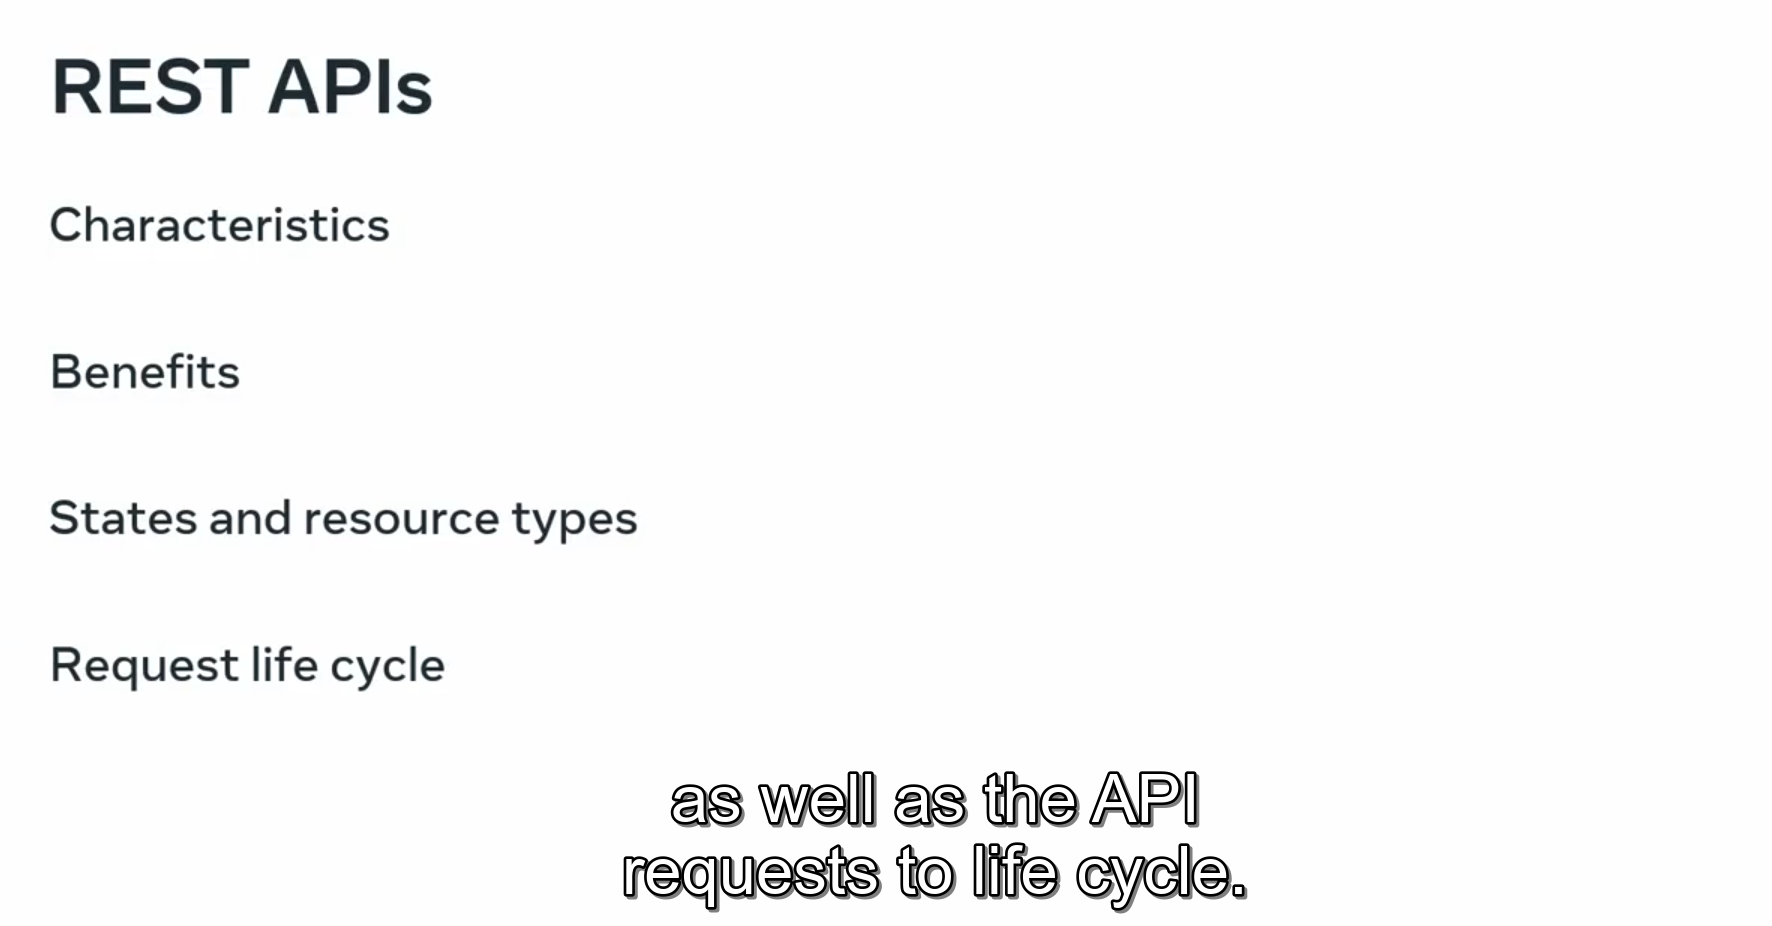 REST APIs
Characteristics
Benefits
States and resource types
Request life cycle
as well as the API
requests to life cycle.